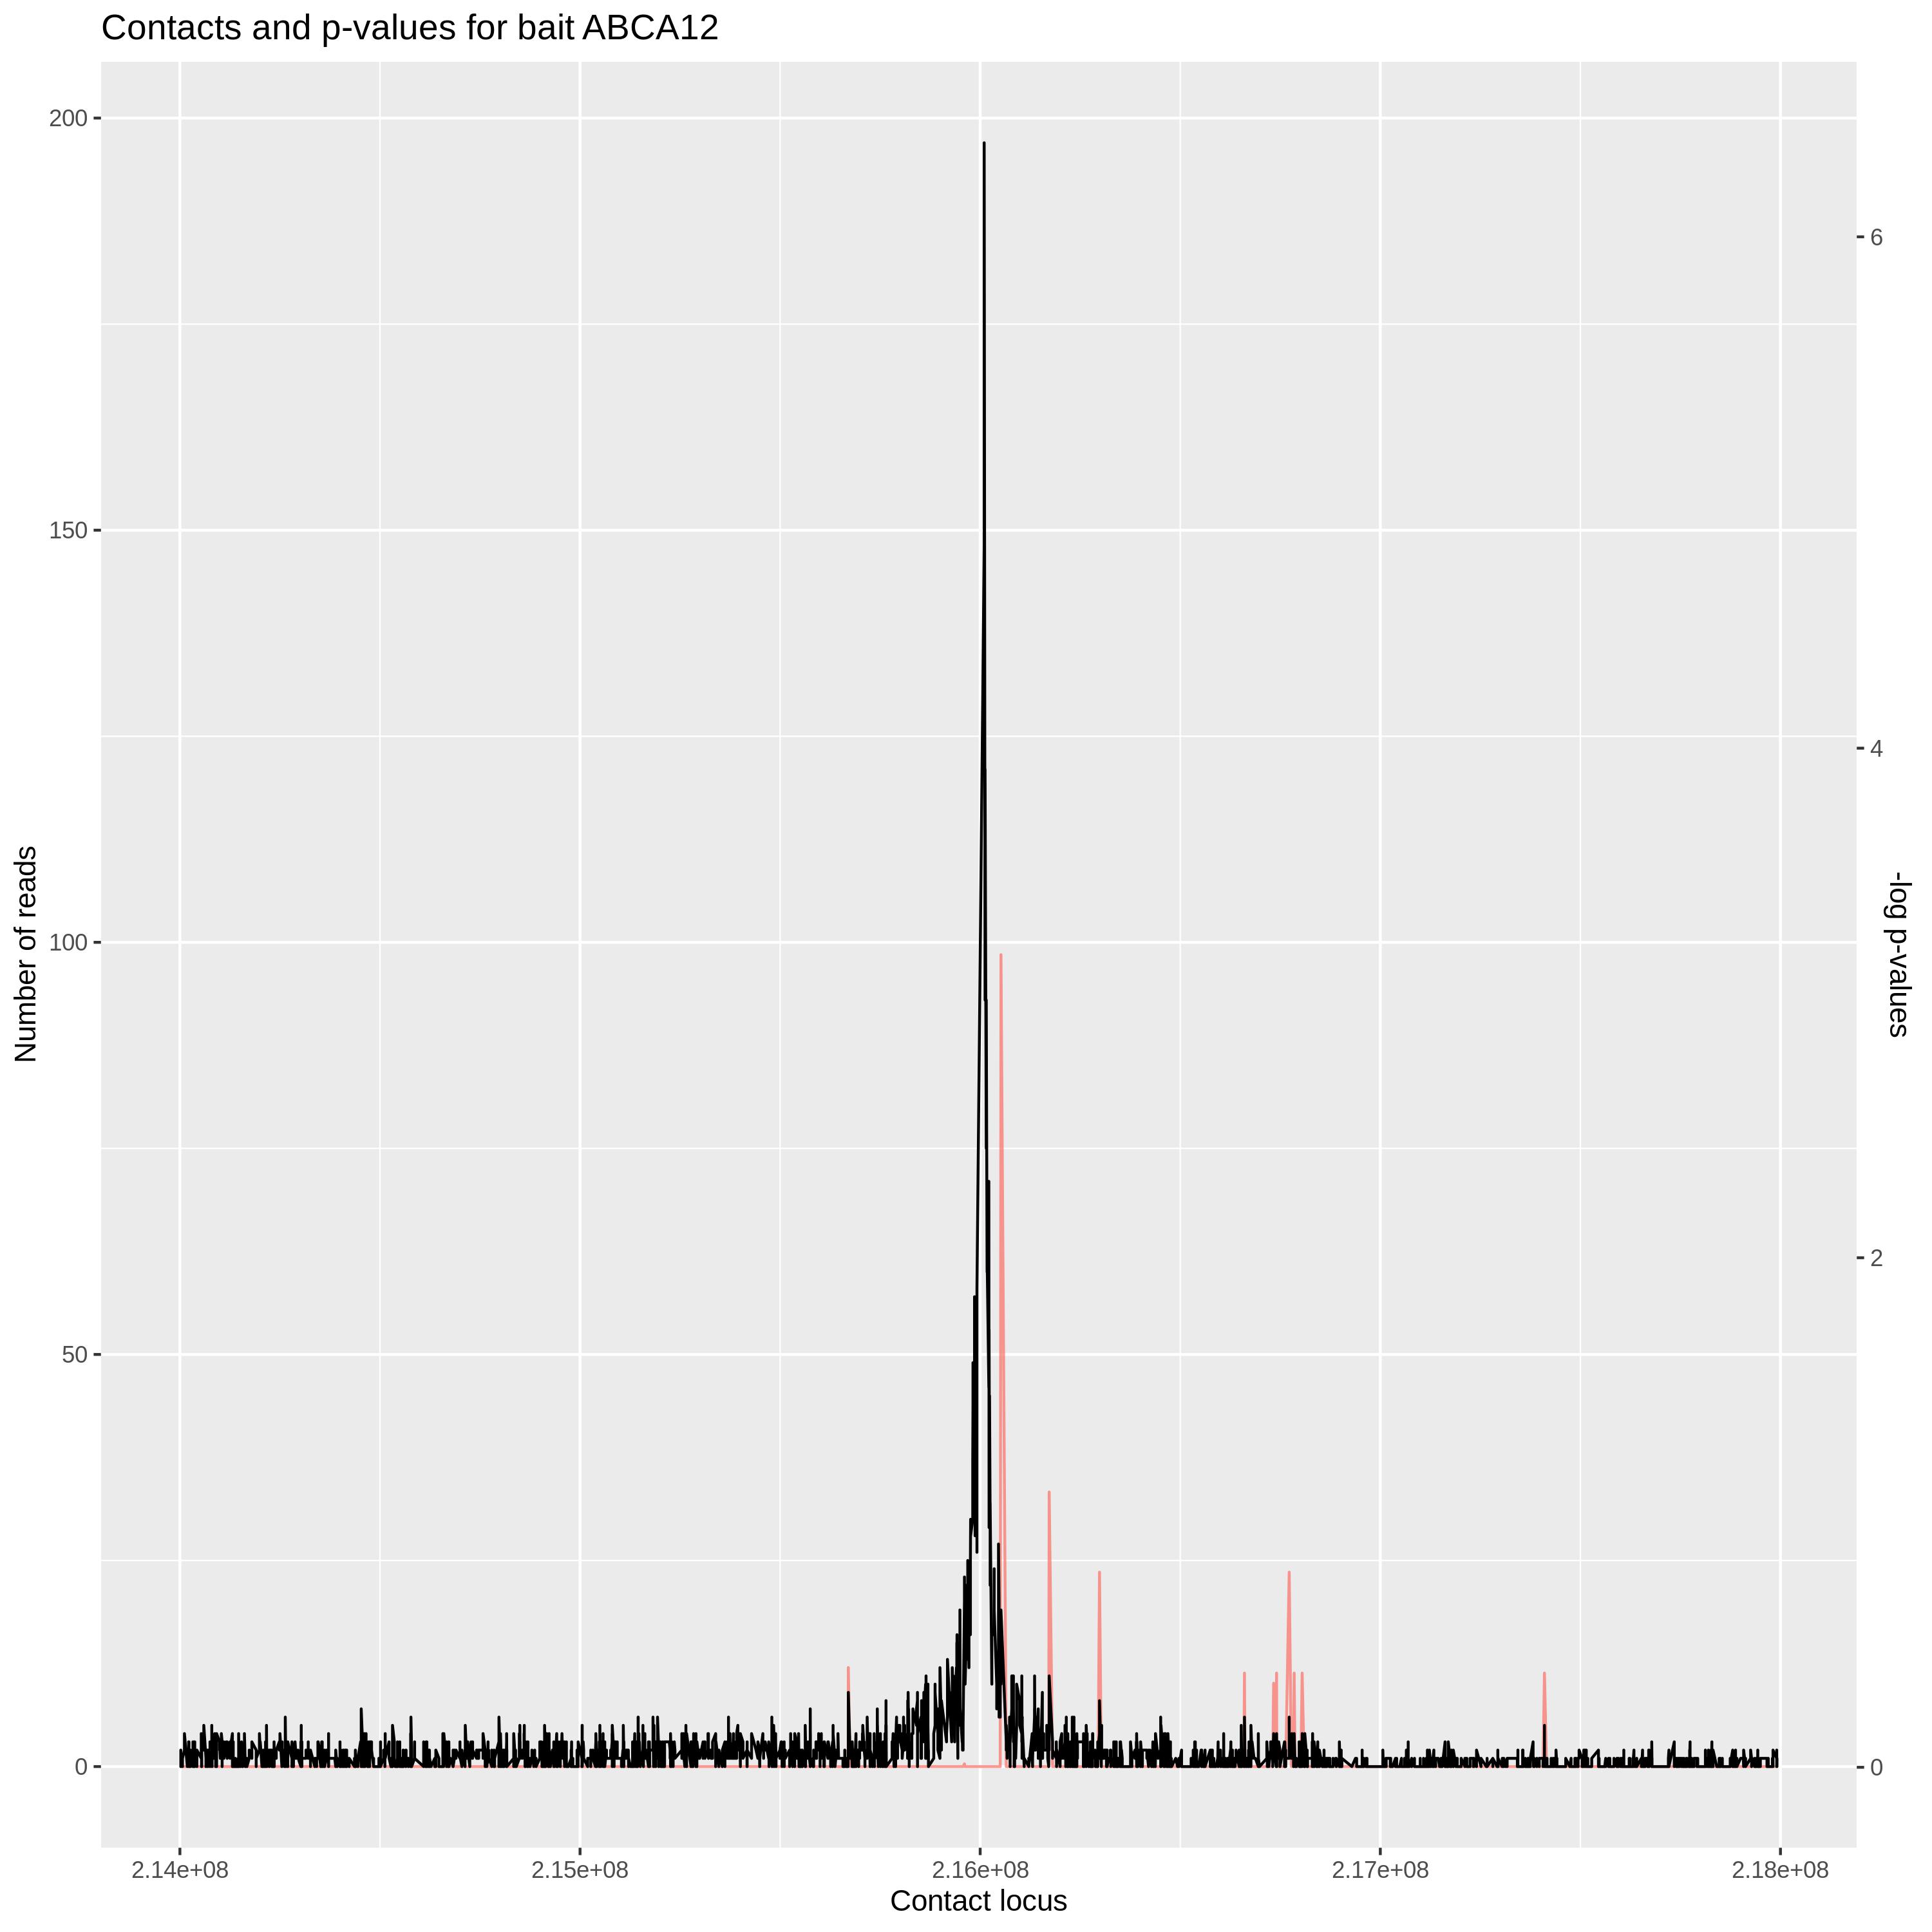 Contacts and p-values for bait ABCA12
200
150
100
50
0
Number of reads
6
4
2
0
-log p-values
2.14e+08 2.15e+08 2.16e+08 2.17e+08 2.18e+08
Contact locus